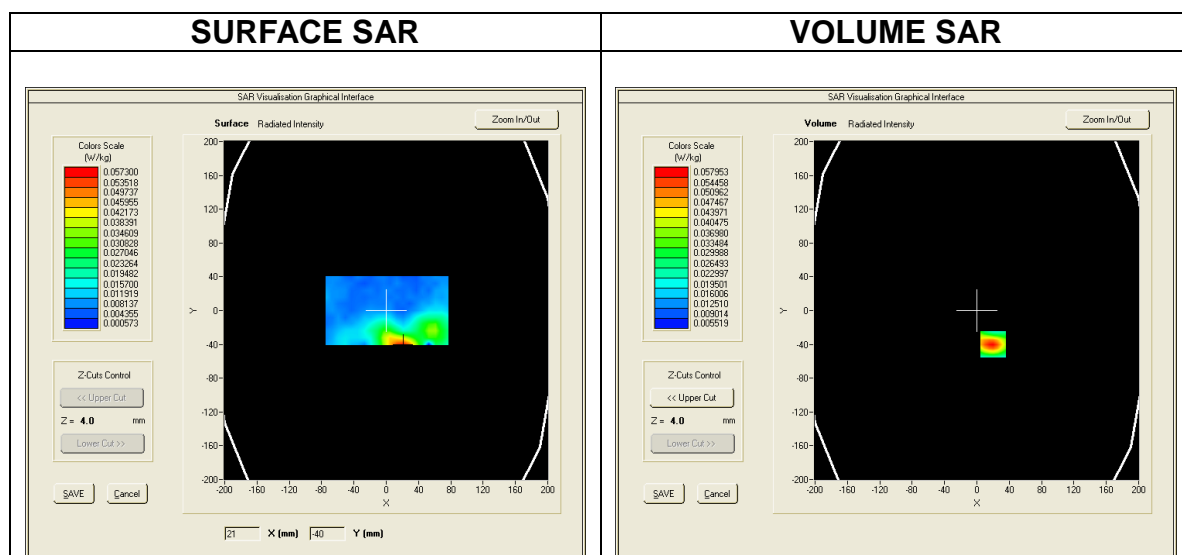 SURFACE SAR
VOLUME SAR
SAR Visualisation Graphical Interface
Surface Radiated Intensity
Zoom In/Out
Colors Scale
(W/kg)
0.057300
0.053518
0.049737
0.045955
0.042173
0.038391
0.034609
0.030828
0.027046
0.023264
0.019482
0.015700
0.011919
0.008137
0.004355
0.000573
Z-Cuts Control
<< Upper Cut
Z = 4.0 mm
Lower Cut >>
SAVE Cancel
200
160
120
80
40
0
-40
-80
-120
-160
-200
Y
-200 -160 -120 -80 -40 0 40 80 120 160 200
X
21 X (mm) -40 Y (mm)
SAR Visualisation Graphical Interface
Volume Radiated Intensity
Zoom In/Out
Colors Scale
(W/kg)
0.057953
0.054458
0.050962
0.047467
0.043971
0.040475
0.036980
0.033484
0.029988
0.026493
0.022997
0.019501
0.016006
0.012510
0.009014
0.005519
Z-Cuts Control
<< Upper Cut
Z = 4.0 mm
Lower Cut >>
SAVE Cancel
200
160
120
80
40
0
-40
-80
-120
-160
-200
Y
-200 -160 -120 -80 -40 0 40 80 120 160 200
X